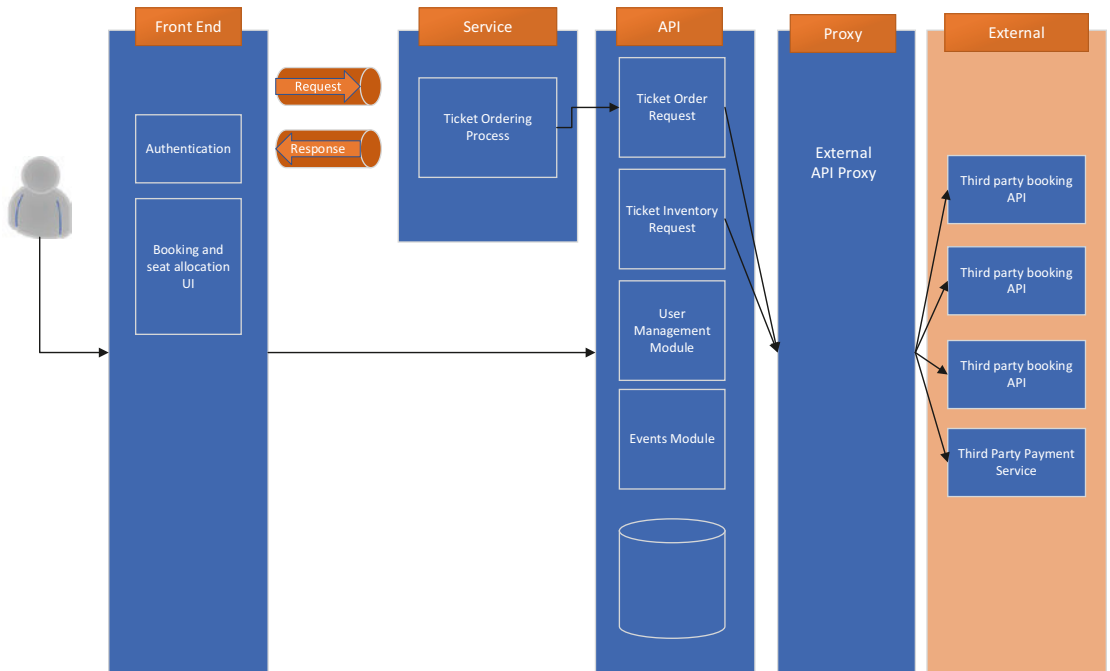 Front End
Service
API
Proxy
External
Request
Response
Authentication
Booking and
seat allocation
UI
Ticket Ordering
Process
Ticket Order
Request
Ticket Inventory
Request
User
Management
Module
Events Module
External
API Proxy
Third party booking
API
Third party booking
API
Third party booking
API
Third Party Payment
Service